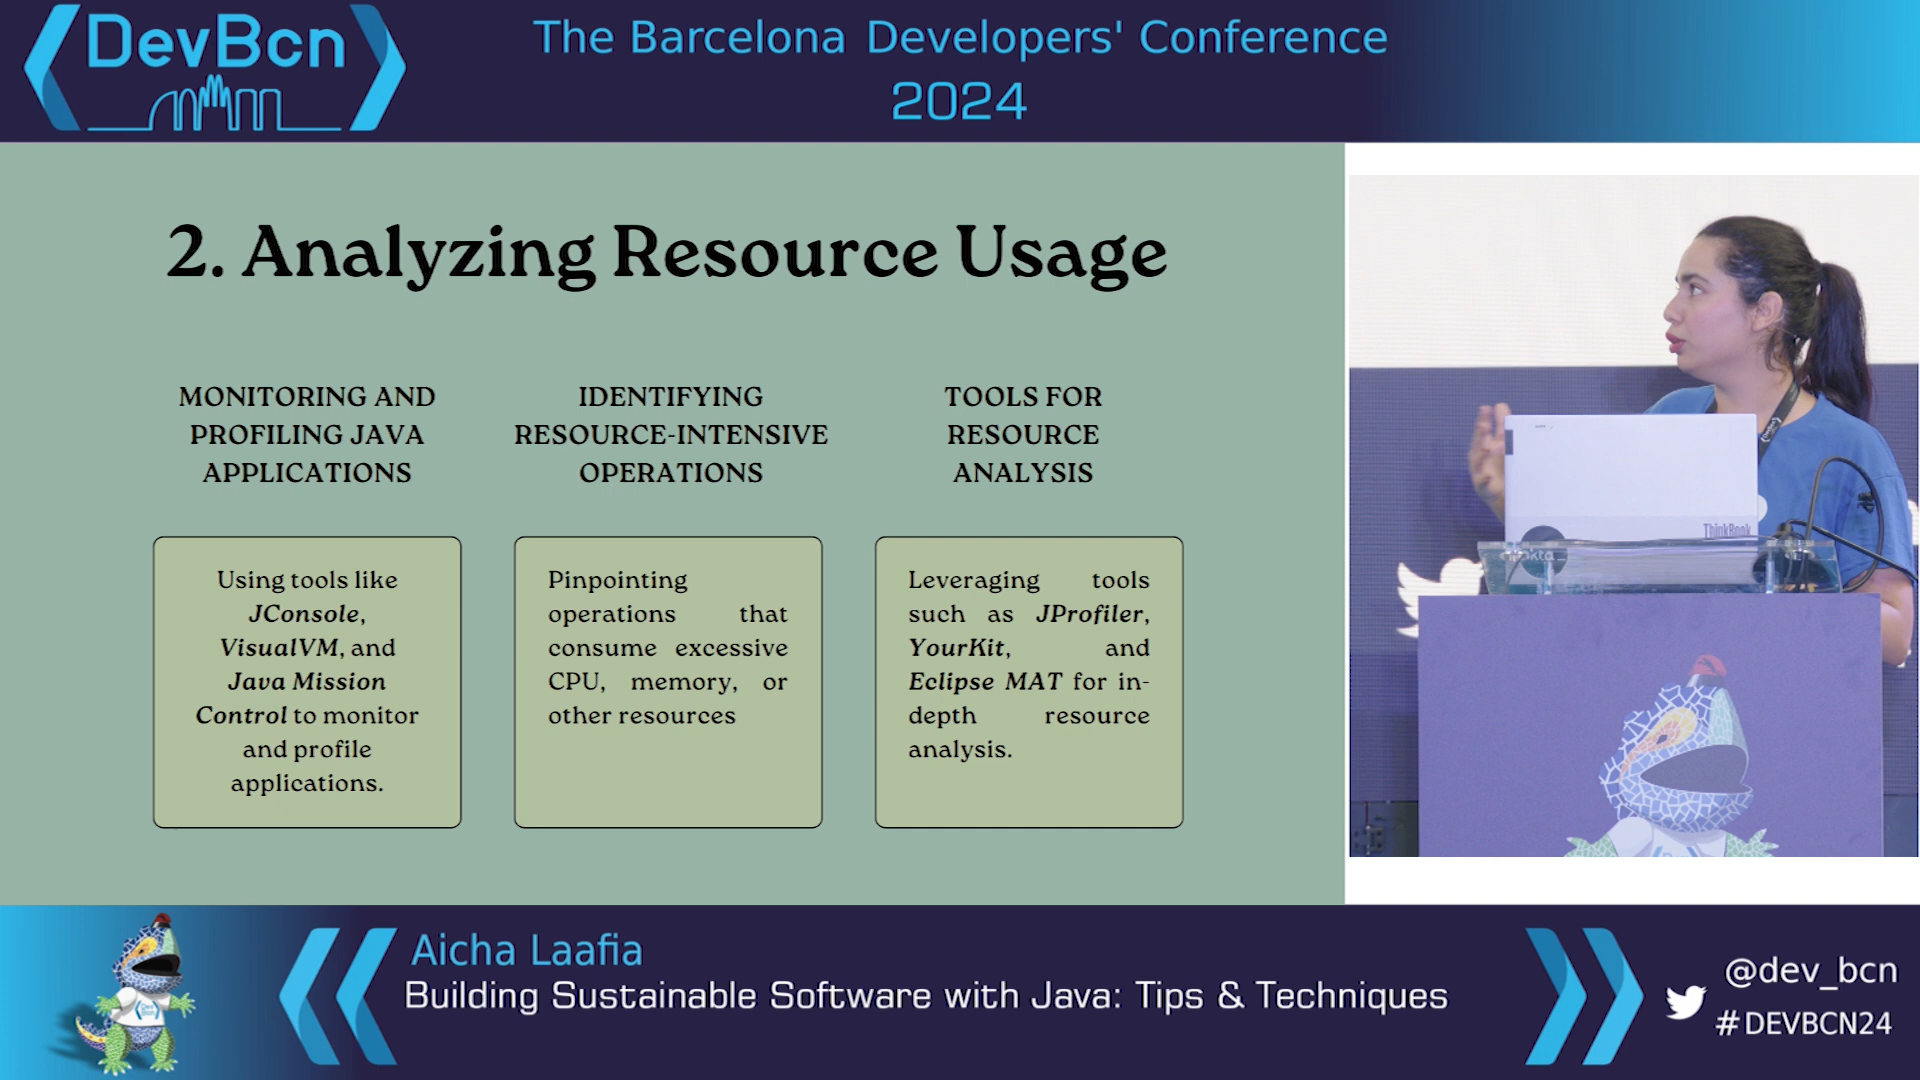 DevBcn
The Barcelona Developers' Conference
2024
2. Analyzing Resource Usage
MONITORING AND
PROFILING JAVA
APPLICATIONS
Using tools like
JConsole,
VisualVM, and
Java Mission
Control to monitor
and profile
applications.
IDENTIFYING
RESOURCE-INTENSIVE
OPERATIONS
Pinpointing
operations that
consume excessive
CPU, memory, or
other resources
TOOLS FOR
RESOURCE
ANALYSIS
Leveraging tools
such as JProfiler,
YourKit, and
Eclipse MAT for in-
depth resource
analysis.
ThinkBook
Aicha Laafia
Building Sustainable Software with Java: Tips & Techniques
@dev_bcn
#DEVBCN24